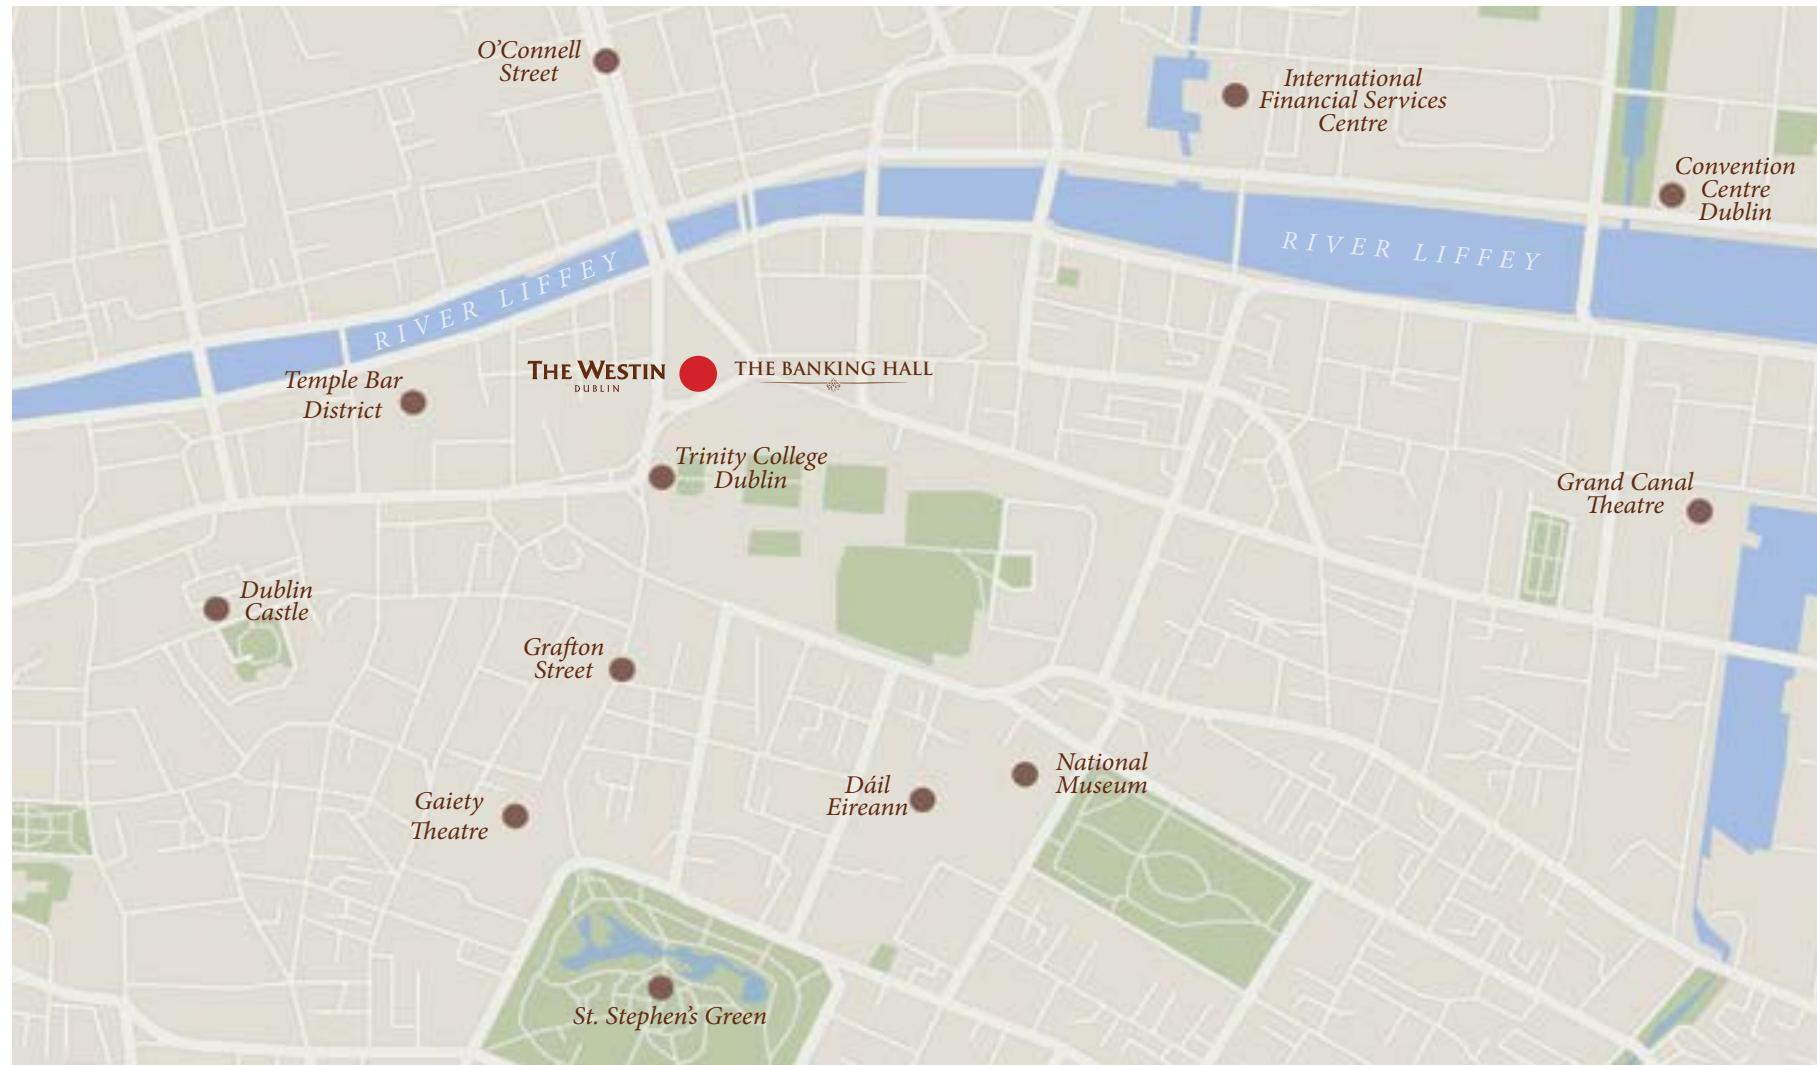 O'Connell
Street
International
Financial Services
Centre
Convention
Centre
Dublin
RIVER LIFFEY
RIVER LIFFEY
THE WESTIN
DUBLIN
THE BANKING HALL
Temple Bar
District
Trinity College
Dublin
Grand Canal
Theatre
Dublin
Castle
Grafton
Street
National
Museum
Dáil
Eireann
Gaiety
Theatre
St. Stephen's Green